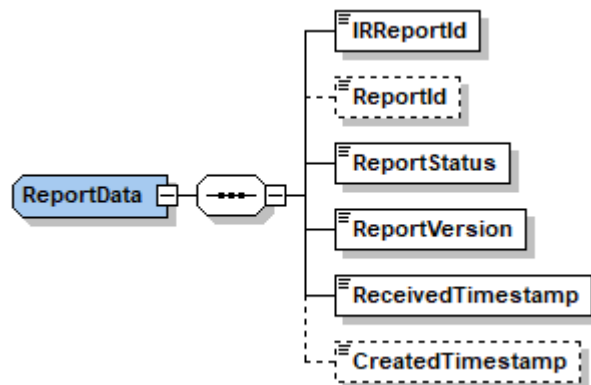 IRReportId
ReportId
ReportData
ReportStatus
ReportVersion
ReceivedTimestamp
CreatedTimestamp